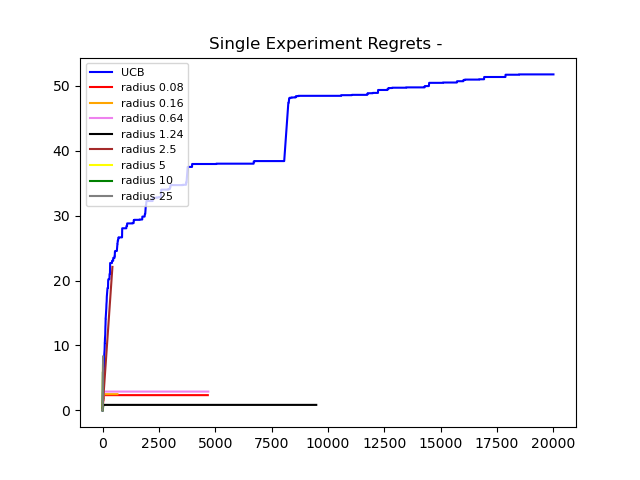 Single Experiment Regrets -
UCB
radius 0.08
radius 0.16
radius 0.64
radius 1.24
radius 2.5
radius 5
radius 10
radius 25
50
40
30
20
10
0
0 2500 5000 7500 10000 12500 15000 17500 20000